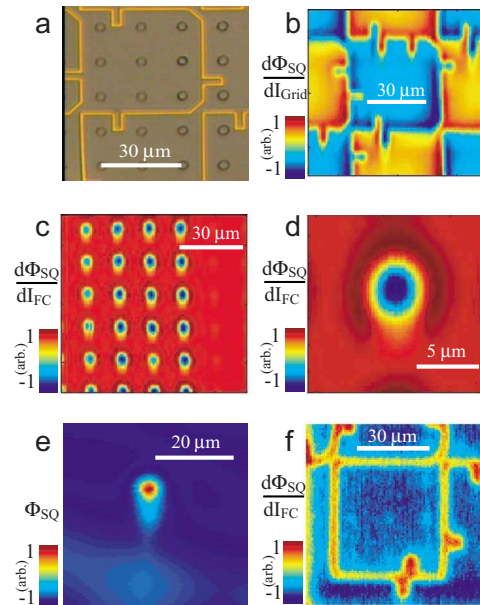 a
30 µm
b
dΦSQ
dIGrid
1
(arb.)
-1
30 µm
c
dΦSQ
dIFC
1
(arb.)
-1
30 µm
d
dΦSQ
dIFC
1
(arb.)
-1
5 µm
e
ΦSQ
1
(arb.)
-1
20 µm
f
dΦSQ
dIFC
1
(arb.)
-1
30 µm